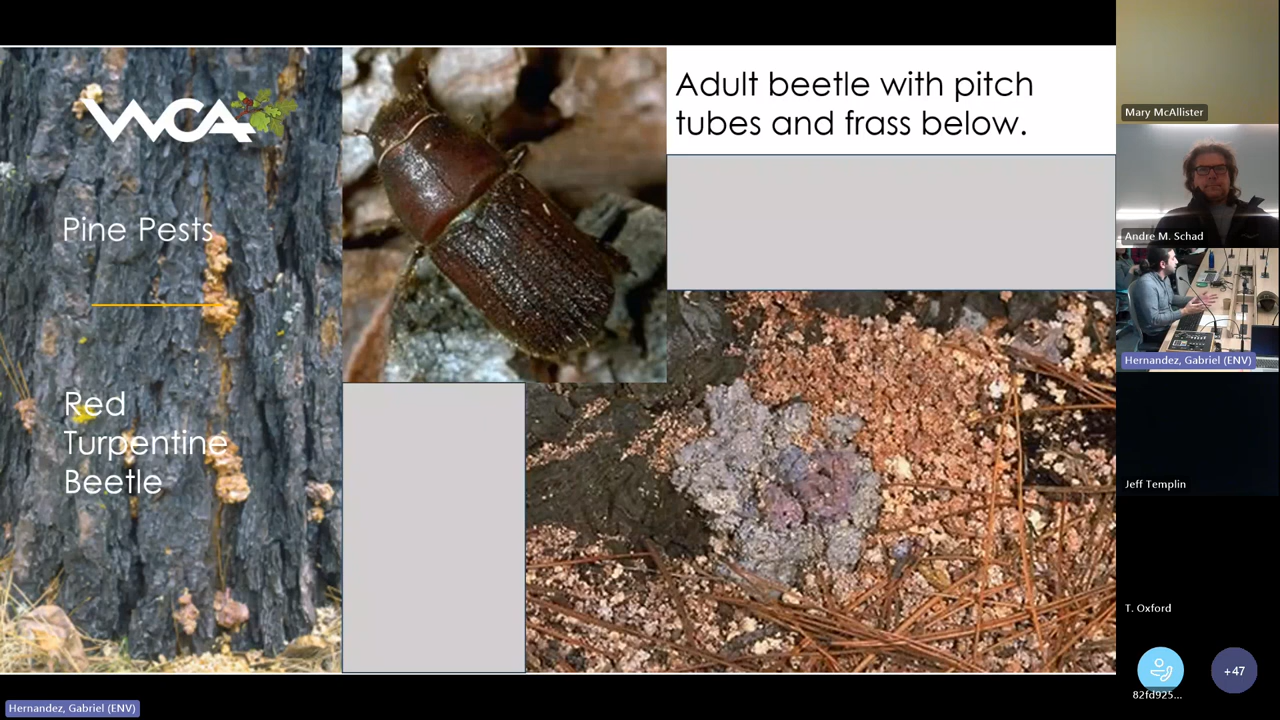 WCA
Pine Pests
Red
Turpentine
Beetle
Adult beetle with pitch
tubes and frass below.
Mary McAllister
Andre M. Schad
Hernandez, Gabriel (ENV)
Jeff Templin
T. Oxford
82fd925...
+47
Hernandez, Gabriel (ENV)